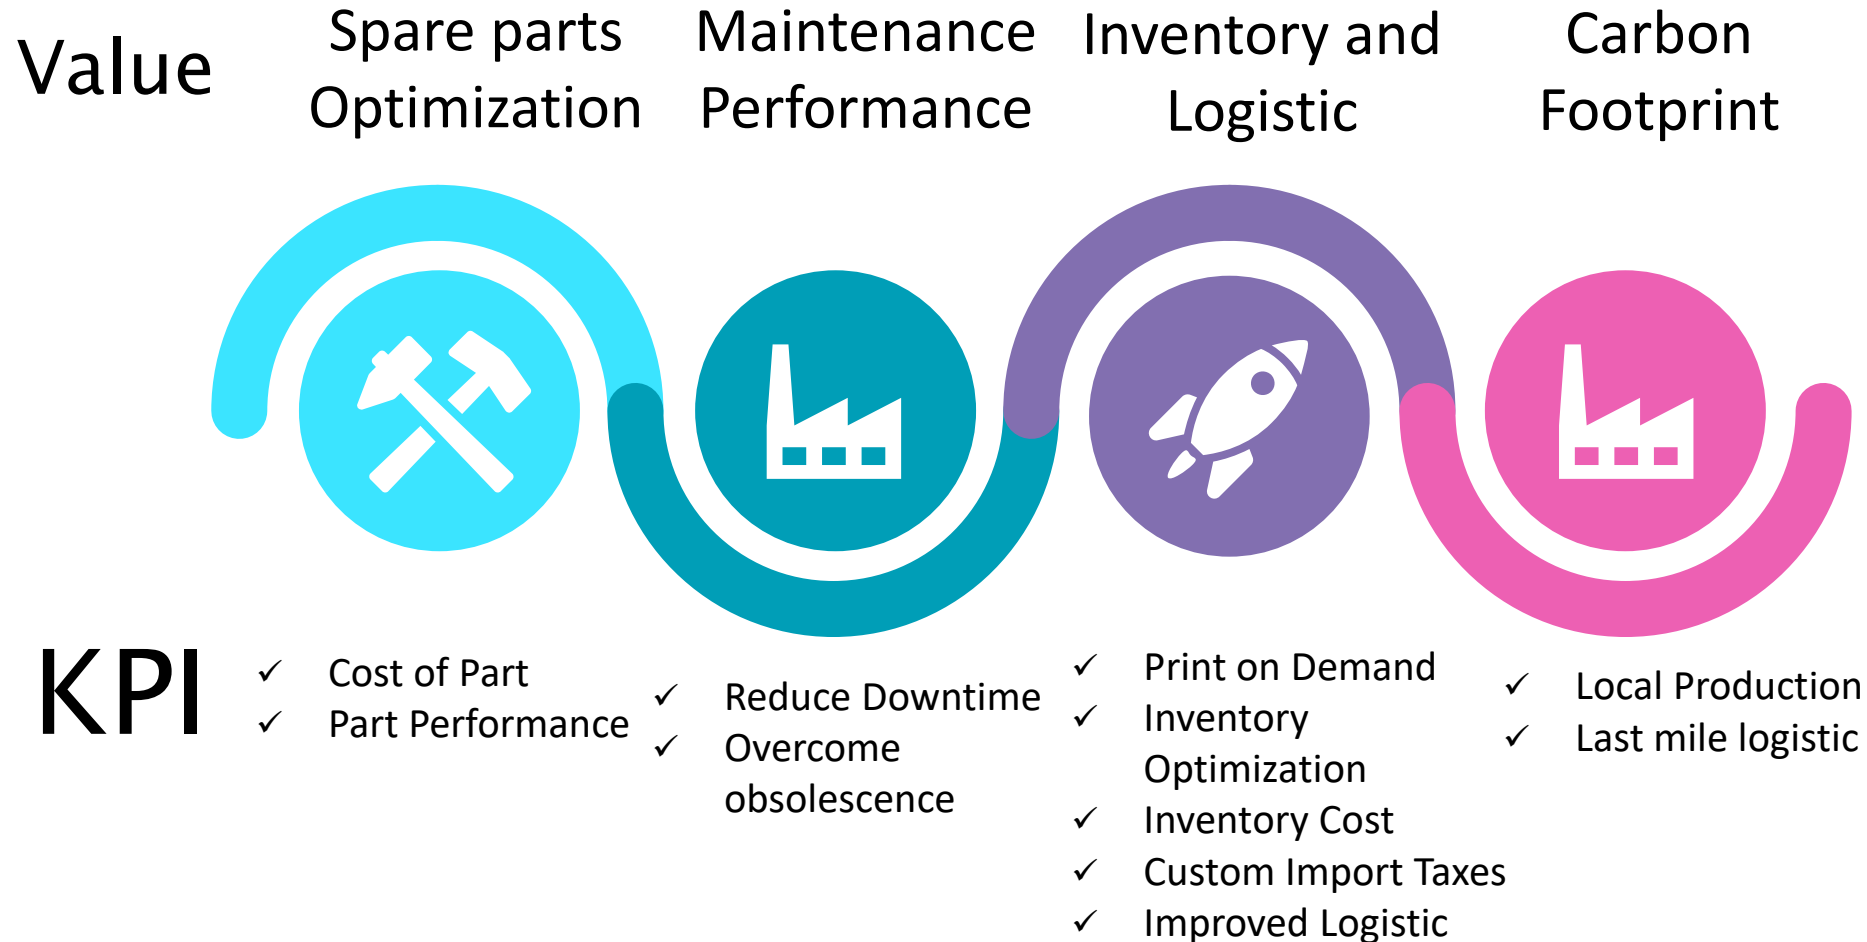 Value
Spare parts
Optimization
Maintenance
Performance
Inventory and
Logistic
Carbon
Footprint
KPI
✓ Cost of Part
✓ Part Performance
✓ Reduce Downtime
✓ Overcome
obsolescence
✓ Print on Demand
✓ Inventory
Optimization
✓ Inventory Cost
✓ Custom Import Taxes
✓ Improved Logistic
✓ Local Production
✓ Last mile logistic